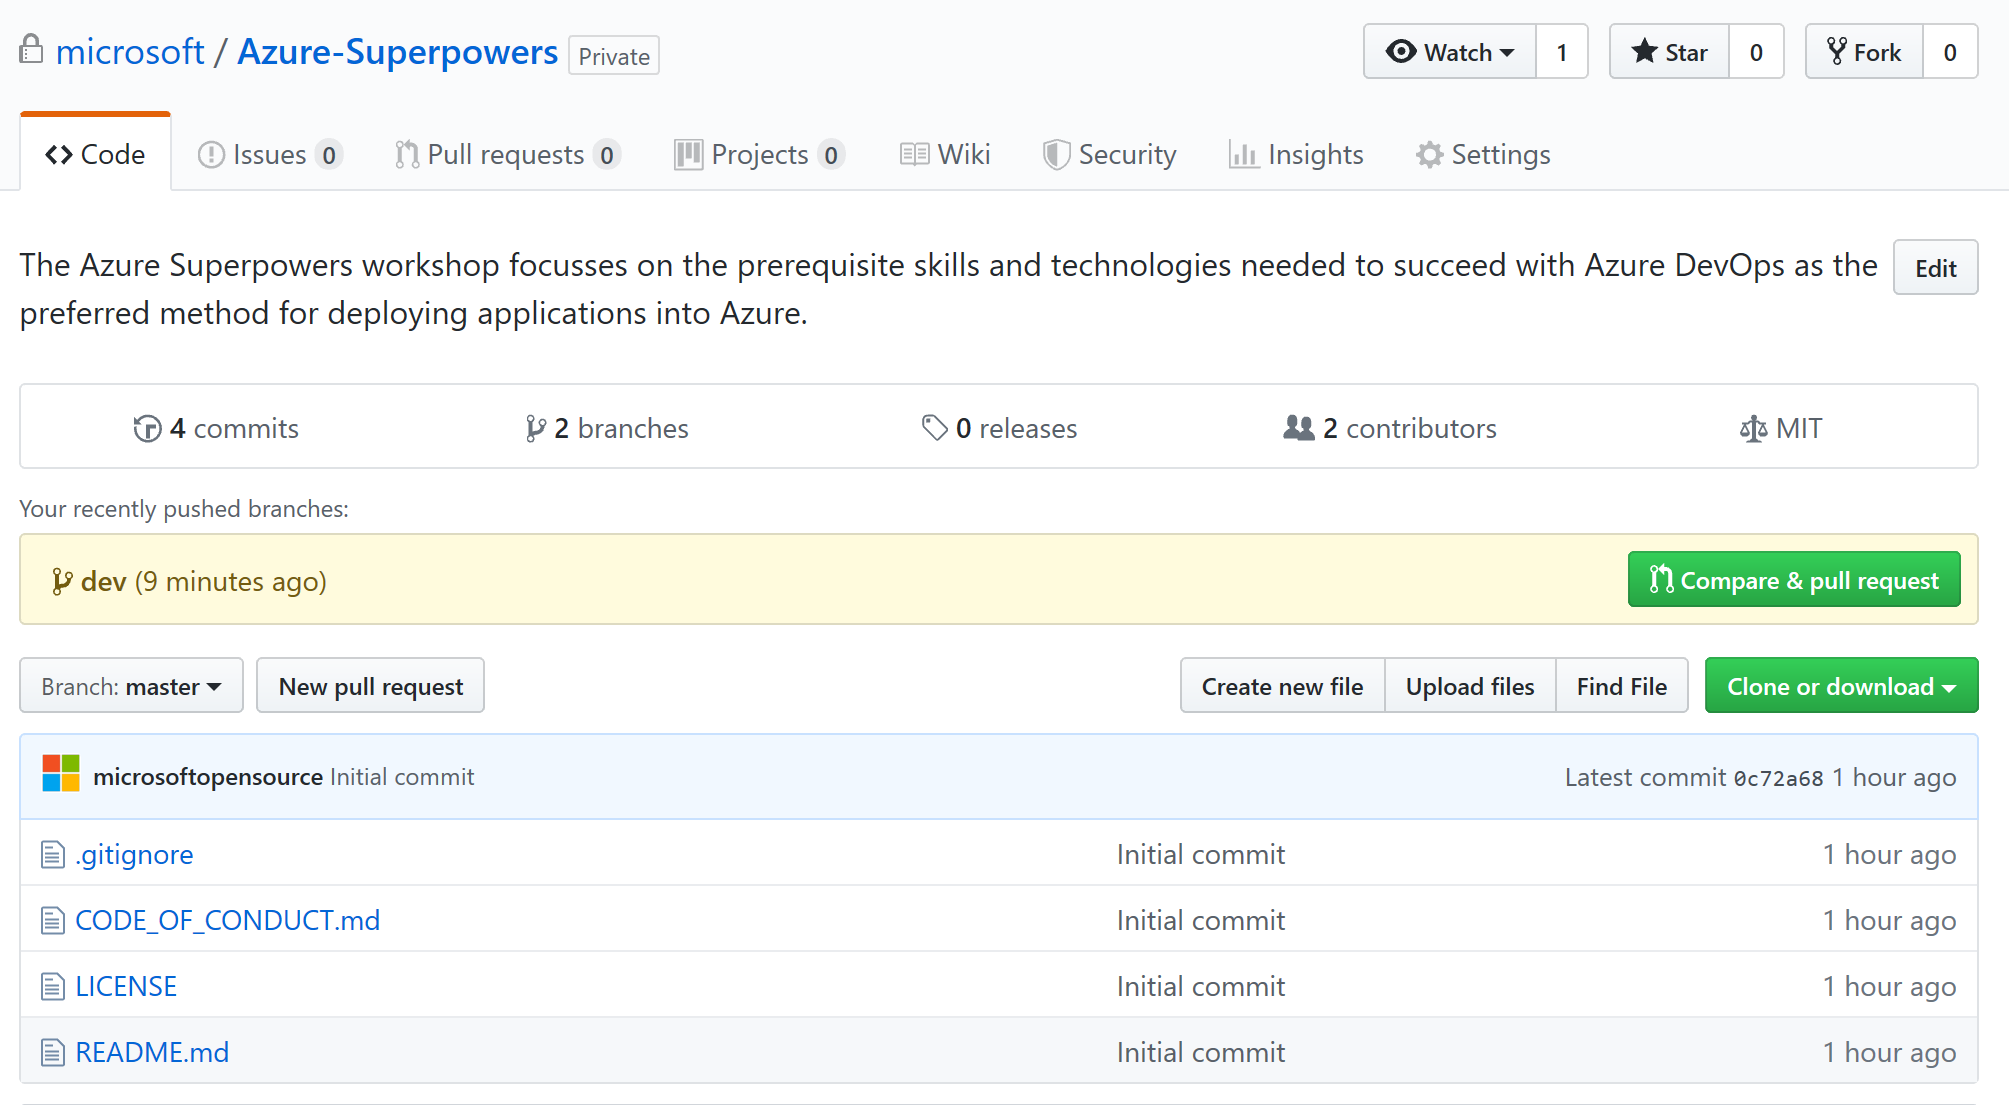 microsoft / Azure-Superpowers Private Watch 1 Star 0 Fork 0
Code Issues 0 Pull requests 0 Projects 0 Wiki Security Insights Settings
The Azure Superpowers workshop focusses on the prerequisite skills and technologies needed to succeed with Azure DevOps as the Edit
preferred method for deploying applications into Azure.
4 commits 2 branches 0 releases 2 contributors MIT
Your recently pushed branches:
dev (9 minutes ago) Compare & pull request
Branch: master New pull request Create new file Upload files Find File Clone or download
microsoftopensource Initial commit Latest commit 0c72a68 1 hour ago
.gitignore Initial commit 1 hour ago
CODE_OF_CONDUCT.md Initial commit 1 hour ago
LICENSE Initial commit 1 hour ago
README.md Initial commit 1 hour ago